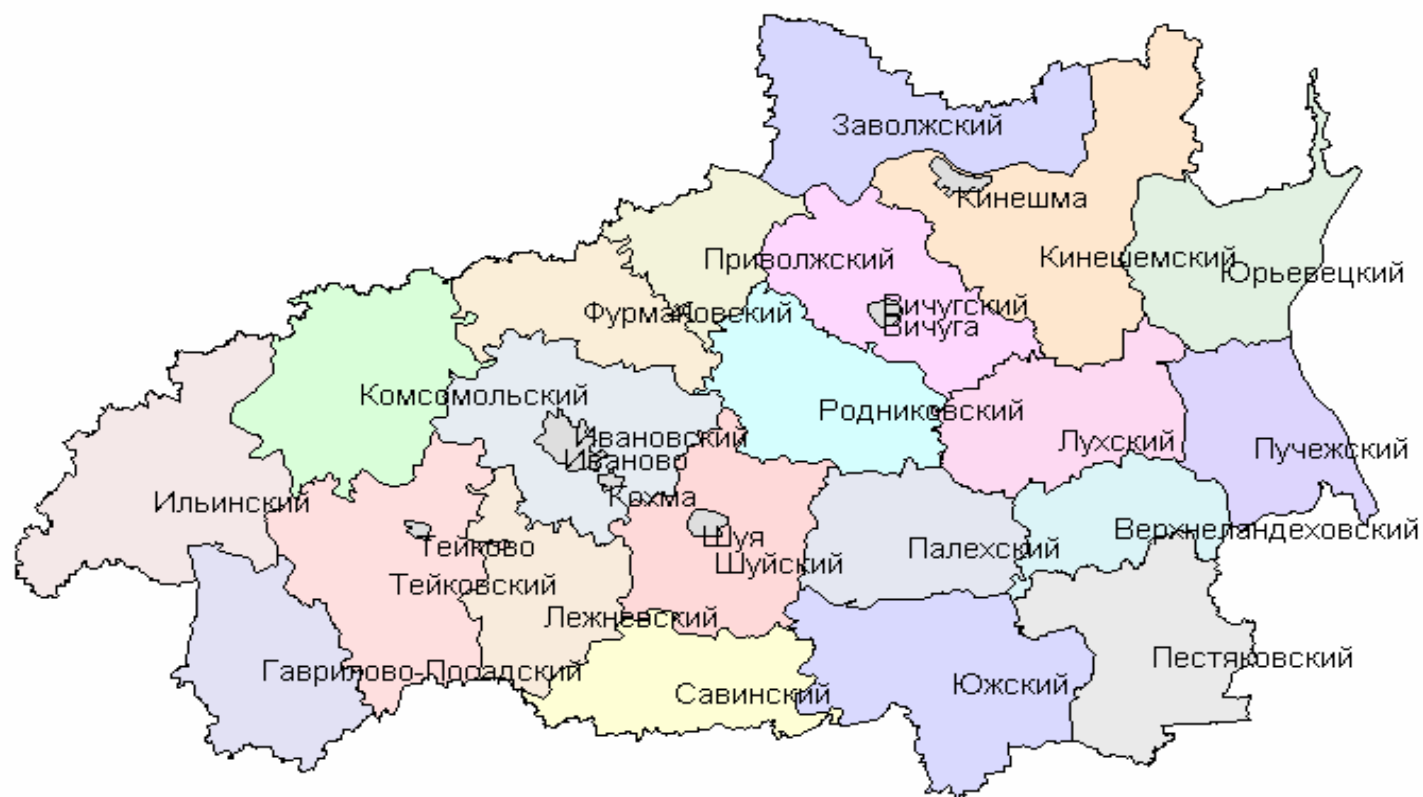 Заволжский
Кинешма
Приволжский
Кинешемский
Юрьевецкий
Вичугский
Фурмановский
Вичуга
Комсомольский
Родниковский
Ивановский
Лухский
Пучежский
Иваново
Ильинский
Кохма
Верхнеландеховский
Шуя
Тейково
Палехский
Шуйский
Тейковский
Лежневский
Пестяковский
Гаврилово-Посадский
Южский
Савинский